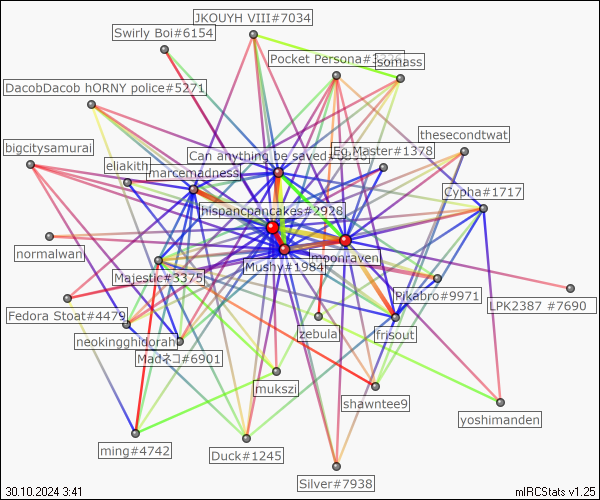 JKOUYH VIII#7034
Swirly Boi#6154
Pocket Persona#
isomass
DacobDacob hORNY police#5271
thesecondtwat
bigcitysamurai
Can anything be saved#
Eg.Master#1378
eliakith
marcemadness
Cypha#1717
hispancpancakes#2928
normalwan
Mushy#1984
moonraven
Majestic#3375
Pikabro#9971
LPK2387 #7690
Fedora Stoat#4479
neokingghidorah
zebula
frisout
Madネコ#6901
mukszi
shawntee9
yoshimanden
ming#4742
Duck#1245
Silver#7938
30.10.2024 3:41
mIRCStats v1.25